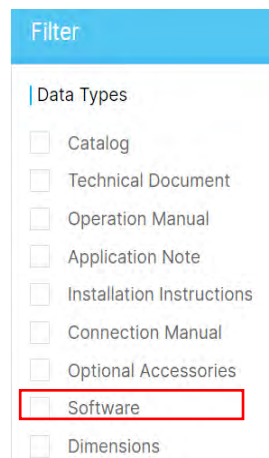 Filter
Data Types
Catalog
Technical Document
Operation Manual
Application Note
Installation Instructions
Connection Manual
Optional Accessories
Software
Dimensions